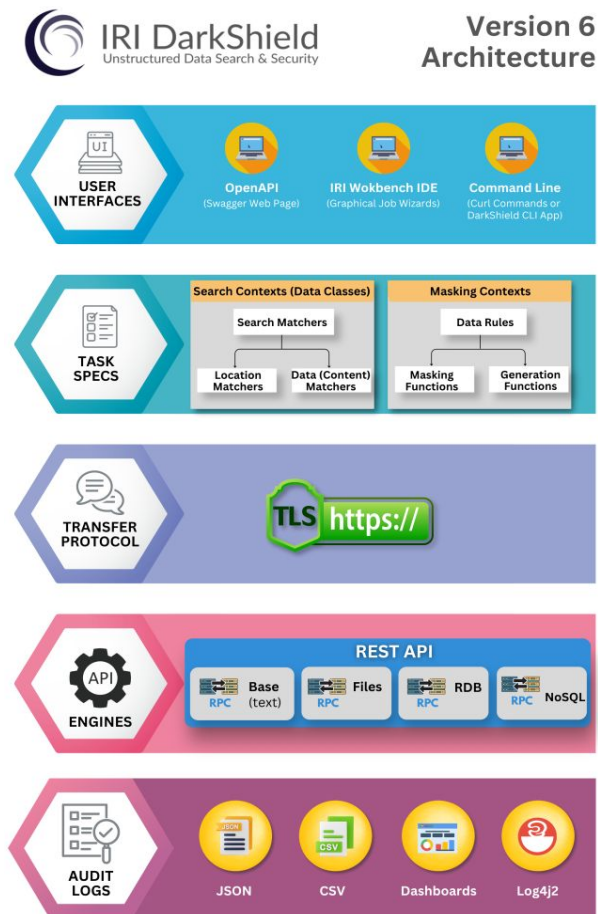 IRI DarkShield
Unstructured Data Search & Security
Version 6
Architecture
UI
USER
INTERFACES
OpenAPI
(Swagger Web Page)
IRI Wokbench IDE
(Graphical Job Wizards)
Command Line
(Curl Commands or
DarkShield CLI App)
TASK
SPECS
Search Contexts (Data Classes)
Search Matchers
Location
Matchers
Data (Content)
Matchers
Masking Contexts
Data Rules
Masking
Functions
Generation
Functions
TRANSFER
PROTOCOL
TLS https://
API
ENGINES
REST API
RPC
Base
(text)
RPC
Files
RPC
RDB
RPC
NoSQL
AUDIT
LOGS
JSON
JSON
CSV
CSV
Dashboards
Log4j2